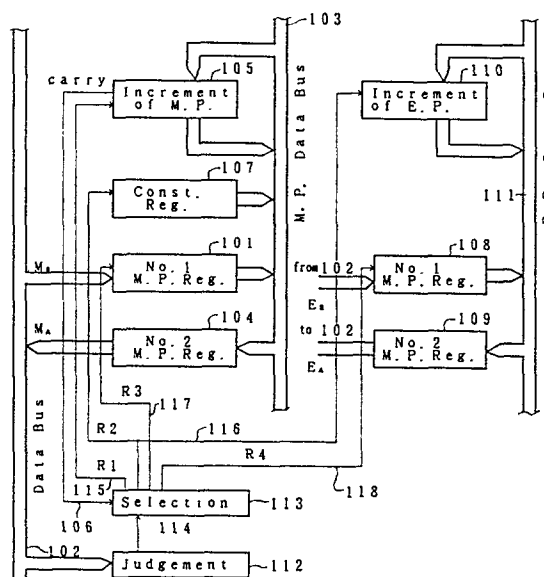 103
105
110
carry
Increment
of M.P.
Increment
of E.P.
M.P. Data Bus
107
Const.
Reg.
111
101
108
MB
No. 1
M.P.Reg.
from 102
EB
No. 1
M.P.Reg.
104
109
MA
No. 2
M.P.Reg.
to 102
EA
No. 2
M.P.Reg.
R3
117
R2
116
R4
Data Bus
R1
115
118
106
Selection
113
114
102
Judgement
112